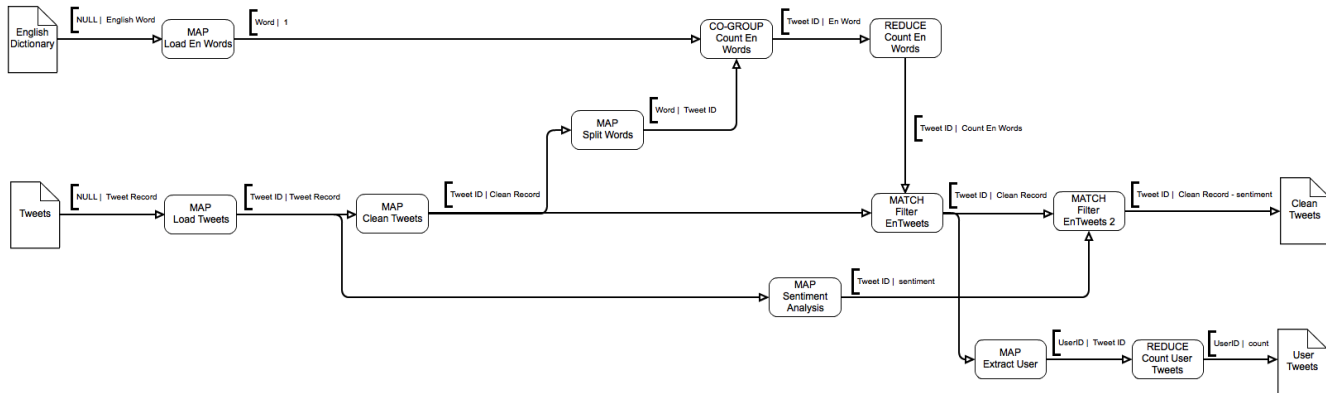 English
Dictionary
NULL | English Word
MAP
Load En Words
Word | 1
CO-GROUP
Count En
Words
Tweet ID | En Word
REDUCE
Count En
Words
MAP
Split Words
Word | Tweet ID
Tweet ID | Count En Words
Tweets
NULL | Tweet Record
MAP
Load Tweets
Tweet ID | Tweet Record
MAP
Clean Tweets
Tweet ID | Clean Record
MATCH
Filter
EnTweets
Tweet ID | Clean Record
MATCH
Filter
EnTweets 2
Tweet ID | Clean Record - sentiment
Clean
Tweets
MAP
Sentiment
Analysis
Tweet ID | sentiment
MAP
Extract User
UserID | Tweet ID
REDUCE
Count User
Tweets
UserID | count
User
Tweets